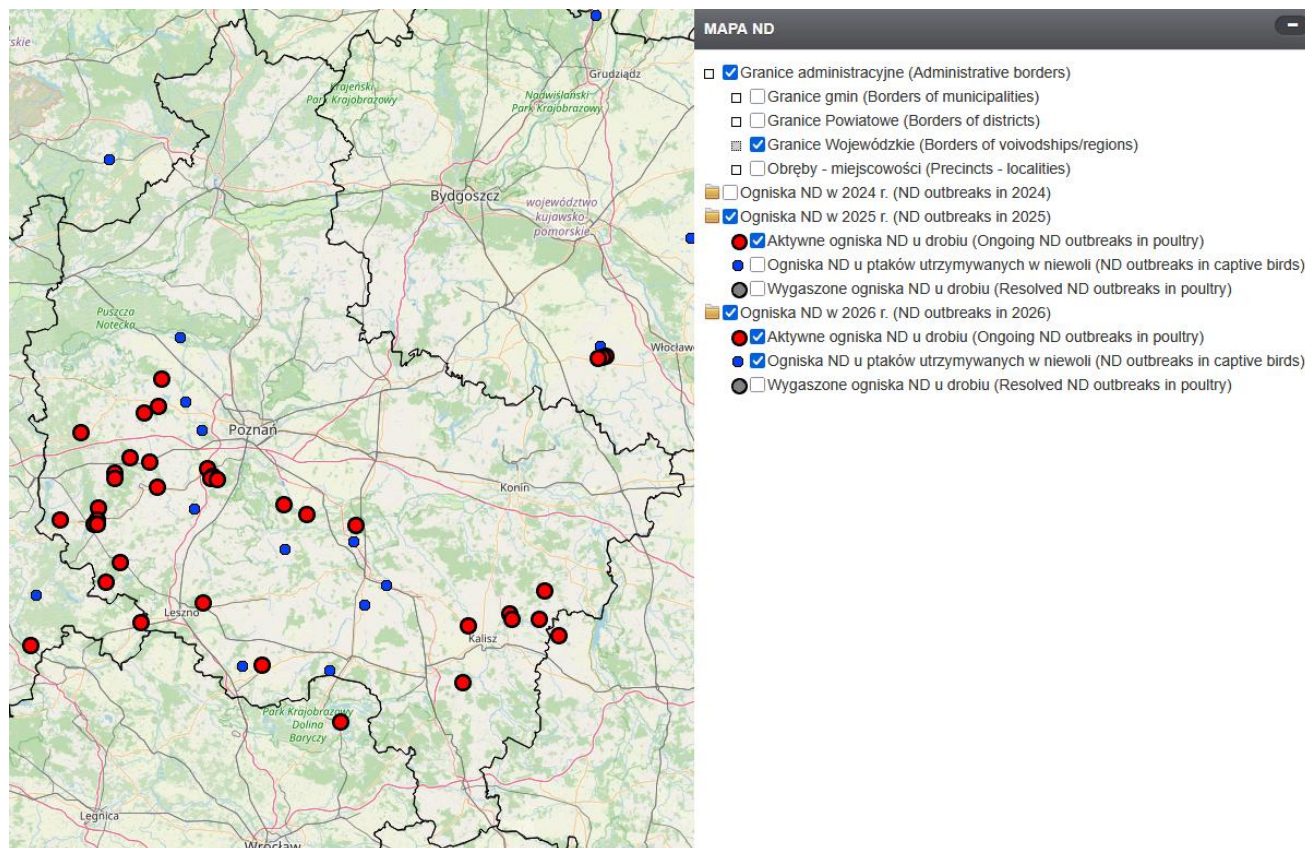 skie
Grudziądz
Krajeński
Park Krajobrazowy
Nadwiślański
Park Krajobrazowy
Bydgoszcz
województwo
kujawsko-
pomorskie
Puszcza
Notecka
Włocławe
Poznań
Konin
Leszno
Kalisz
Park Krajobrazowy
Dolina
Baryczy
Legnica
Wrocław
MAPA ND
Granice administracyjne (Administrative borders)
Granice gmin (Borders of municipalities)
Granice Powiatowe (Borders of districts)
Granice Wojewódzkie (Borders of voivodships/regions)
Obręby - miejscowości (Precincts - localities)
Ogniska ND w 2024 r. (ND outbreaks in 2024)
Ogniska ND w 2025 r. (ND outbreaks in 2025)
Aktywne ogniska ND u drobiu (Ongoing ND outbreaks in poultry)
Ogniska ND u ptaków utrzymywanych w niewoli (ND outbreaks in captive birds)
Wygaszone ogniska ND u drobiu (Resolved ND outbreaks in poultry)
Ogniska ND w 2026 r. (ND outbreaks in 2026)
Aktywne ogniska ND u drobiu (Ongoing ND outbreaks in poultry)
Ogniska ND u ptaków utrzymywanych w niewoli (ND outbreaks in captive birds)
Wygaszone ogniska ND u drobiu (Resolved ND outbreaks in poultry)